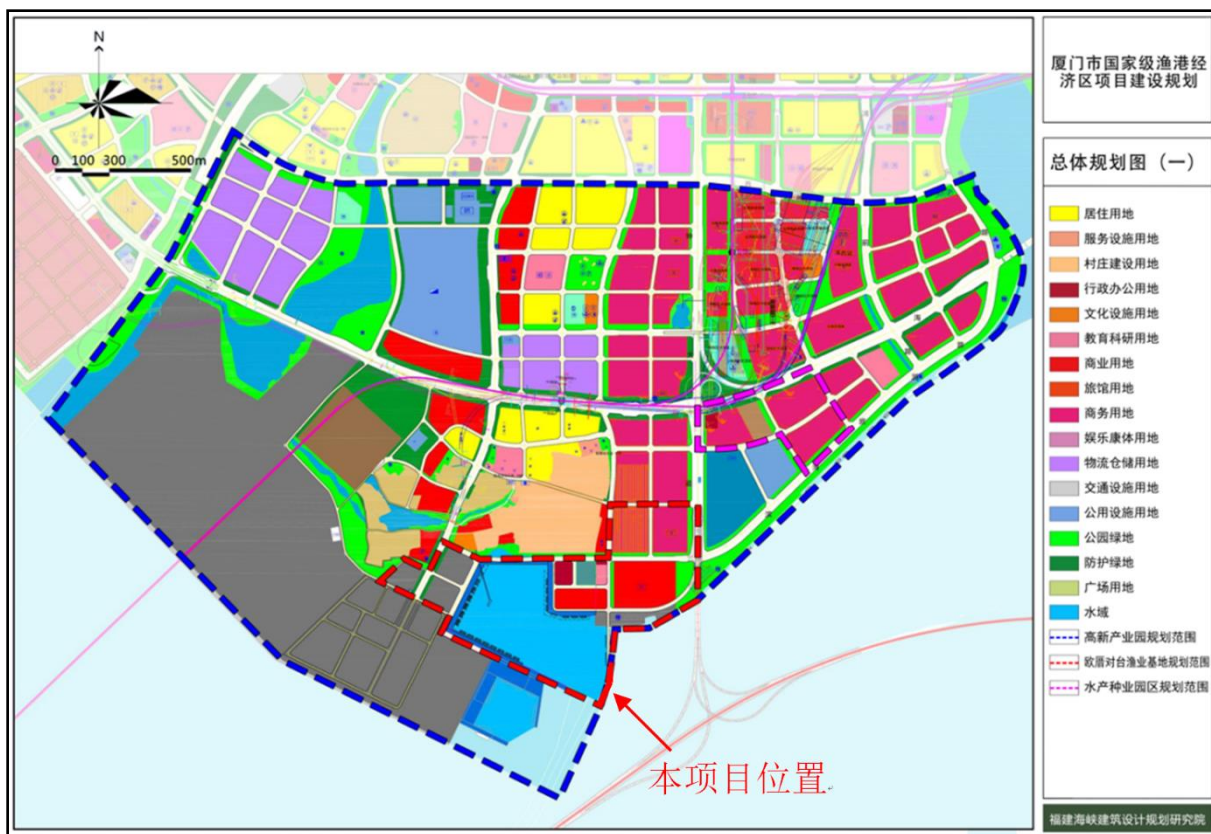 N
0 100 300 500m
本项目位置
厦门市国家级渔港经
济区项目建设规划
总体规划图（一）
居住用地
服务设施用地
村庄建设用地
行政办公用地
文化设施用地
教育科研用地
商业用地
旅馆用地
商务用地
娱乐康体用地
物流仓储用地
交通设施用地
公用设施用地
公园绿地
防护绿地
广场用地
水域
高新产业园规划范围
欧厝对台渔业基地规划范围
水产种业园区规划范围
福建海峡建筑设计规划研究院